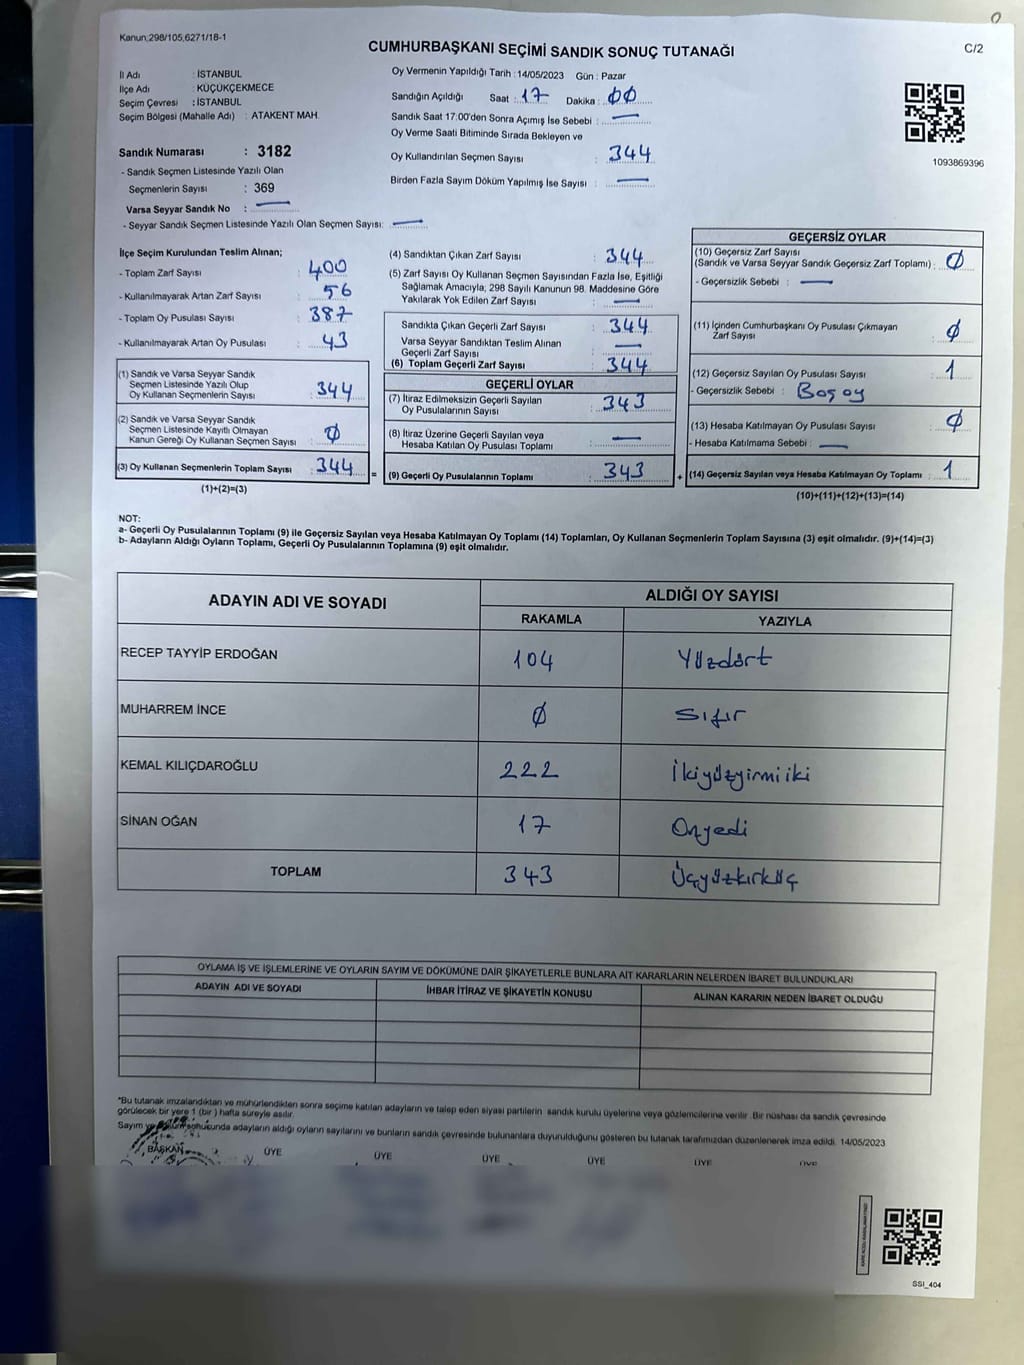 Kanun;298/105,6271/18-1
CUMHURBAŞKANI SEÇİMİ SANDIK SONUÇ TUTANAĞI
C/2
İl Adı : İSTANBUL
İlçe Adı : KÜÇÜKÇEKMECE
Seçim Çevresi : İSTANBUL
Seçim Bölgesi (Mahalle Adı) : ATAKENT MAH.
Sandık Numarası : 3182
- Sandık Seçmen Listesinde Yazılı Olan
Seçmenlerin Sayısı : 369
Varsa Seyyar Sandık No : —
- Seyyar Sandık Seçmen Listesinde Yazılı Olan Seçmen Sayısı: —
Oy Vermenin Yapıldığı Tarih : 14/05/2023 Gün : Pazar
Sandığın Açıldığı Saat : 17 Dakika : 00
Sandık Saat 17:00'den Sonra Açımış İse Sebebi : —
Oy Verme Saati Bitiminde Sırada Bekleyen ve
Oy Kullandırılan Seçmen Sayısı : 344
Birden Fazla Sayım Döküm Yapılmış İse Sayısı : —
1093869396
İlçe Seçim Kurulundan Teslim Alınan;
- Toplam Zarf Sayısı : 400
- Kullanılmayarak Artan Zarf Sayısı : 56
- Toplam Oy Pusulası Sayısı : 387
- Kullanılmayarak Artan Oy Pusulası : 43
(1) Sandık ve Varsa Seyyar Sandık
Seçmen Listesinde Yazılı Olup
Oy Kullanan Seçmenlerin Sayısı : 344
(2) Sandık ve Varsa Seyyar Sandık
Seçmen Listesinde Kayıtlı Olmayan
Kanun Gereği Oy Kullanan Seçmen Sayısı : 0
(3) Oy Kullanan Seçmenlerin Toplam Sayısı : 344
(1)+(2)=(3)
=
(4) Sandıktan Çıkan Zarf Sayısı : 344
(5) Zarf Sayısı Oy Kullanan Seçmen Sayısından Fazla İse, Eşitliği
Sağlamak Amacıyla; 298 Sayılı Kanunun 98. Maddesine Göre
Yakılarak Yok Edilen Zarf Sayısı : —
Sandıkta Çıkan Geçerli Zarf Sayısı : 344
Varsa Seyyar Sandıktan Teslim Alınan
Geçerli Zarf Sayısı : —
(6) Toplam Geçerli Zarf Sayısı : 344
GEÇERLİ OYLAR
(7) İtiraz Edilmeksizin Geçerli Sayılan
Oy Pusulalarının Sayısı : 343
(8) İtiraz Üzerine Geçerli Sayılan veya
Hesaba Katılan Oy Pusulası Toplamı : —
(9) Geçerli Oy Pusulalarının Toplamı : 343
+
GEÇERSİZ OYLAR
(10) Geçersiz Zarf Sayısı
(Sandık ve Varsa Seyyar Sandık Geçersiz Zarf Toplamı) : 0
- Geçersizlik Sebebi : —
(11) İçinden Cumhurbaşkanı Oy Pusulası Çıkmayan
Zarf Sayısı : 0
(12) Geçersiz Sayılan Oy Pusulası Sayısı : 1
- Geçersizlik Sebebi : Boş oy
(13) Hesaba Katılmayan Oy Pusulası Sayısı : 0
- Hesaba Katılmama Sebebi : —
(14) Geçersiz Sayılan veya Hesaba Katılmayan Oy Toplamı : 1
(10)+(11)+(12)+(13)=(14)
NOT:
a- Geçerli Oy Pusulalarının Toplamı (9) ile Geçersiz Sayılan veya Hesaba Katılmayan Oy Toplamı (14) Toplamları, Oy Kullanan Seçmenlerin Toplam Sayısına (3) eşit olmalıdır. (9)+(14)=(3)
b- Adayların Aldığı Oyların Toplamı, Geçerli Oy Pusulalarının Toplamına (9) eşit olmalıdır.
ADAYIN ADI VE SOYADI
ALDIĞI OY SAYISI
RAKAMLA YAZIYLA
RECEP TAYYİP ERDOĞAN 104 Yüzdört
MUHARREM İNCE 0 Sıfır
KEMAL KILIÇDAROĞLU 222 İkiyüzyirmiiki
SİNAN OĞAN 17 Onyedi
TOPLAM 343 Üçyüzkırküç
OYLAMA İŞ VE İŞLEMLERİNE VE OYLARIN SAYIM VE DÖKÜMÜNE DAİR ŞİKAYETLERLE BUNLARA AİT KARARLARIN NELERDEN İBARET BULUNDUKLARI
ADAYIN ADI VE SOYADI İHBAR İTİRAZ VE ŞİKAYETİN KONUSU ALINAN KARARIN NEDEN İBARET OLDUĞU
*Bu tutanak imzalandıktan ve mühürlendikten sonra seçime katılan adayların ve talep eden siyasi partilerin sandık kurulu üyelerine veya gözlemcilerine verilir. Bir nüshası da sandık çevresinde
görülecek bir yere 1 (bir) hafta süreyle asılır.
Sayım ve döküm sonucunda adayların aldığı oyların sayılarını ve bunların sandık çevresinde bulunanlara duyurulduğunu gösteren bu tutanak tarafımızdan düzenlenerek imza edildi. 14/05/2023
BAŞKAN ÜYE ÜYE ÜYE ÜYE ÜYE ÜYE
SSI_404